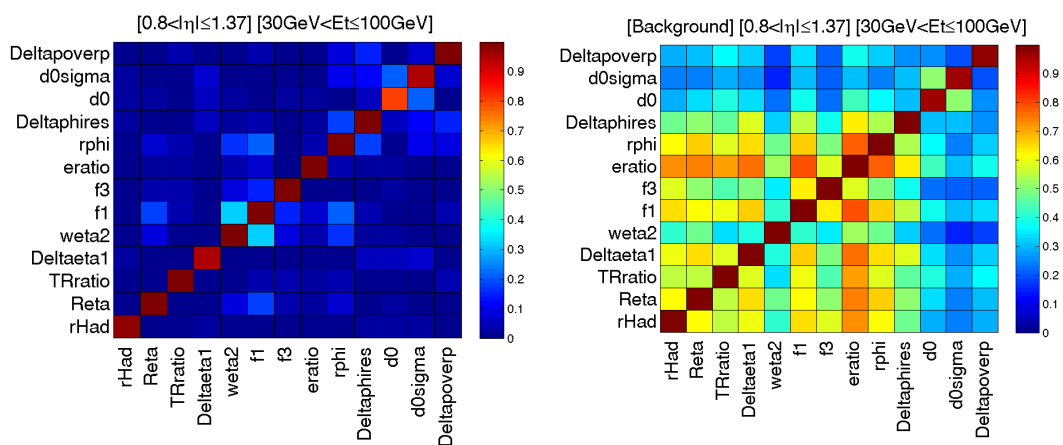 [0.8<|η|≤1.37] [30GeV<Et≤100GeV]
Deltapoverp
d0sigma
d0
Deltaphires
rphi
eratio
f3
f1
weta2
Deltaeta1
TRratio
Reta
rHad
rHad Reta TRratio Deltaeta1 weta2 f1 f3 eratio rphi Deltaphires d0 d0sigma Deltapoverp
0.9
0.8
0.7
0.6
0.5
0.4
0.3
0.2
0.1
0
[Background] [0.8<|η|≤1.37] [30GeV<Et≤100GeV]
Deltapoverp
d0sigma
d0
Deltaphires
rphi
eratio
f3
f1
weta2
Deltaeta1
TRratio
Reta
rHad
rHad Reta TRratio Deltaeta1 weta2 f1 f3 eratio rphi Deltaphires d0 d0sigma Deltapoverp
0.9
0.8
0.7
0.6
0.5
0.4
0.3
0.2
0.1
0